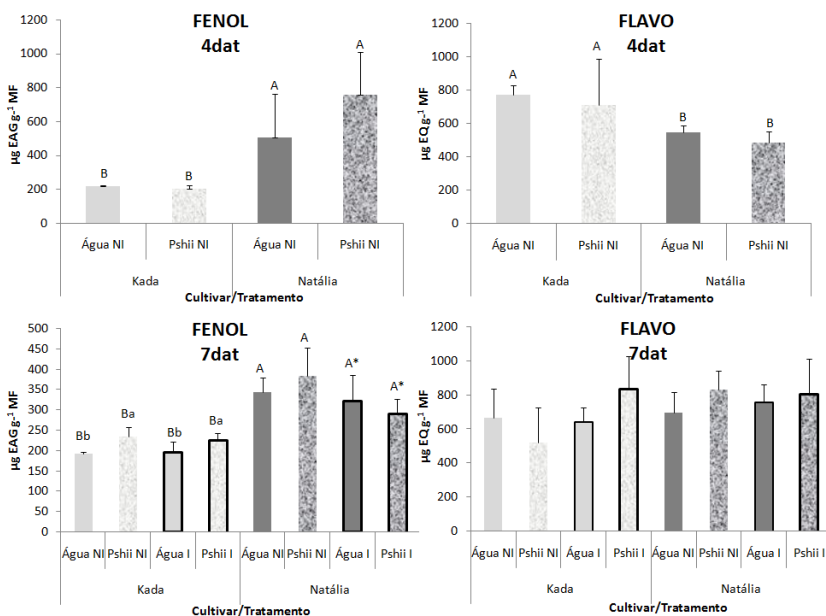 FENOL
4dat
1200
1000
800
600
400
200
0
µg EAG g-¹ MF
B
B
A
A
Água NI
Pshii NI
Água NI
Pshii NI
Kada
Natália
Cultivar/Tratamento
FLAVO
4dat
1200
1000
800
600
400
200
0
µg EQ g-¹ MF
A
A
B
B
Água NI
Pshii NI
Água NI
Pshii NI
Kada
Natália
Cultivar/Tratamento
FENOL
7dat
500
450
400
350
300
250
200
150
100
50
0
µg EAG g-¹ MF
Bb
Ba
Bb
Ba
A
A
A*
A*
Água NI
Pshii NI
Água I
Pshii I
Água NI
Pshii NI
Água I
Pshii I
Kada
Natália
Cultivar/Tratamento
FLAVO
7dat
1200
1000
800
600
400
200
0
µg EQ g-¹ MF
Água NI
Pshii NI
Água I
Pshii I
Água NI
Pshii NI
Água I
Pshii I
Kada
Natália
Cultivar/Tratamento